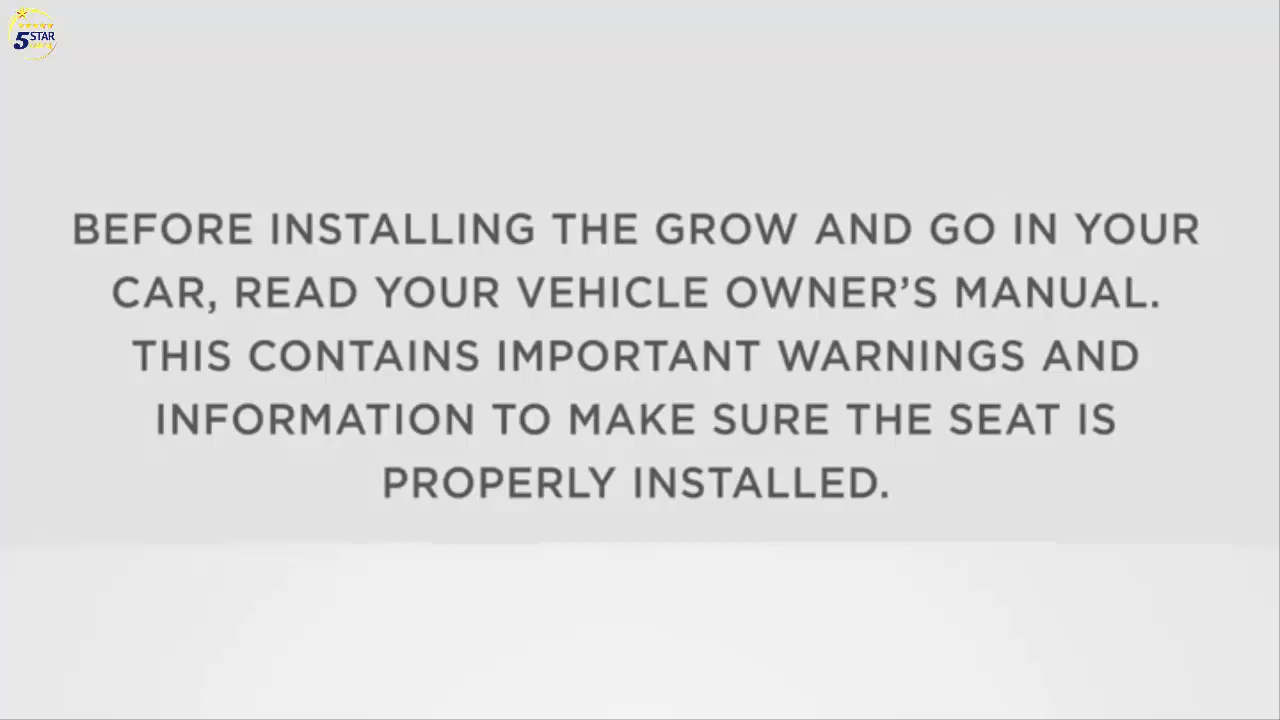 5 STAR
BEFORE INSTALLING THE GROW AND GO IN YOUR
CAR, READ YOUR VEHICLE OWNER'S MANUAL.
THIS CONTAINS IMPORTANT WARNINGS AND
INFORMATION TO MAKE SURE THE SEAT IS
PROPERLY INSTALLED.